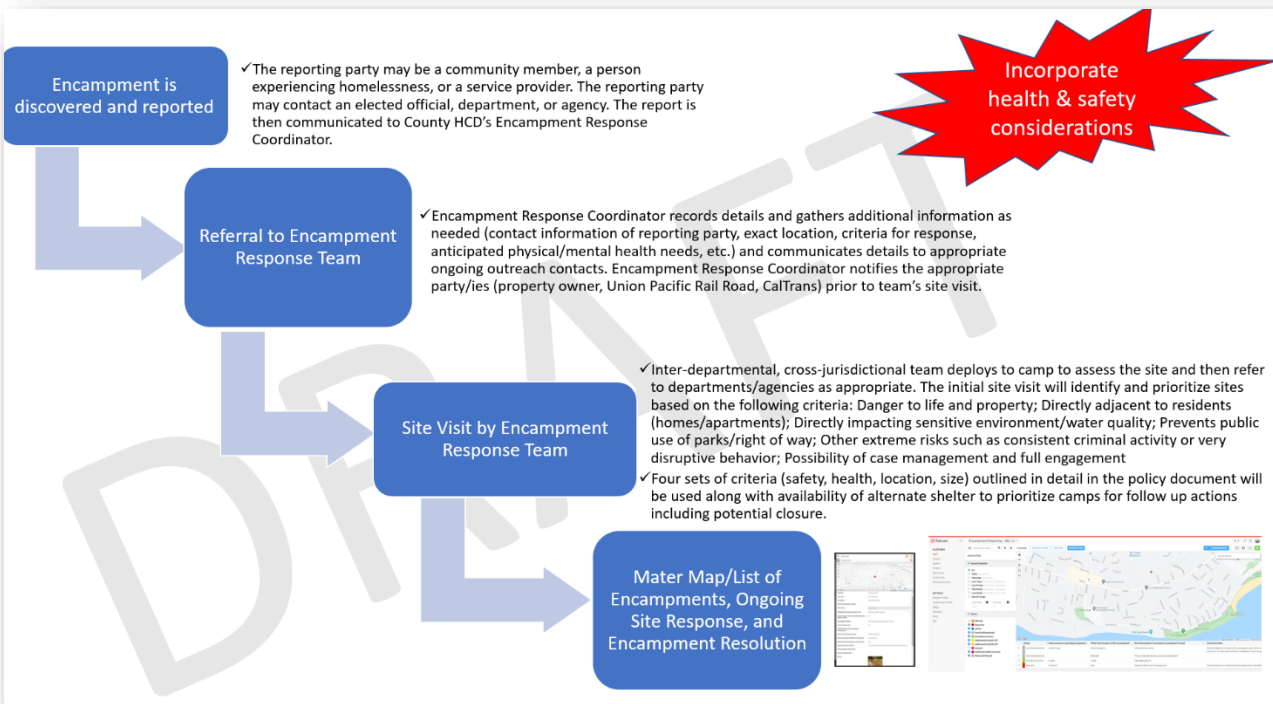 Encampment is
discovered and reported
✓The reporting party may be a community member, a person
experiencing homelessness, or a service provider. The reporting party
may contact an elected official, department, or agency. The report is
then communicated to County HCD's Encampment Response
Coordinator.
Incorporate
health & safety
considerations
Referral to Encampment
Response Team
✓Encampment Response Coordinator records details and gathers additional information as
needed (contact information of reporting party, exact location, criteria for response,
anticipated physical/mental health needs, etc.) and communicates details to appropriate
ongoing outreach contacts. Encampment Response Coordinator notifies the appropriate
party/ies (property owner, Union Pacific Rail Road, CalTrans) prior to team's site visit.
Site Visit by Encampment
Response Team
✓Inter-departmental, cross-jurisdictional team deploys to camp to assess the site and then refer
to departments/agencies as appropriate. The initial site visit will identify and prioritize sites
based on the following criteria: Danger to life and property; Directly adjacent to residents
(homes/apartments); Directly impacting sensitive environment/water quality; Prevents public
use of parks/right of way; Other extreme risks such as consistent criminal activity or very
disruptive behavior; Possibility of case management and full engagement
✓Four sets of criteria (safety, health, location, size) outlined in detail in the policy document will
be used along with availability of alternate shelter to prioritize camps for follow up actions
including potential closure.
Mater Map/List of
Encampments, Ongoing
Site Response, and
Encampment Resolution
DRAFT